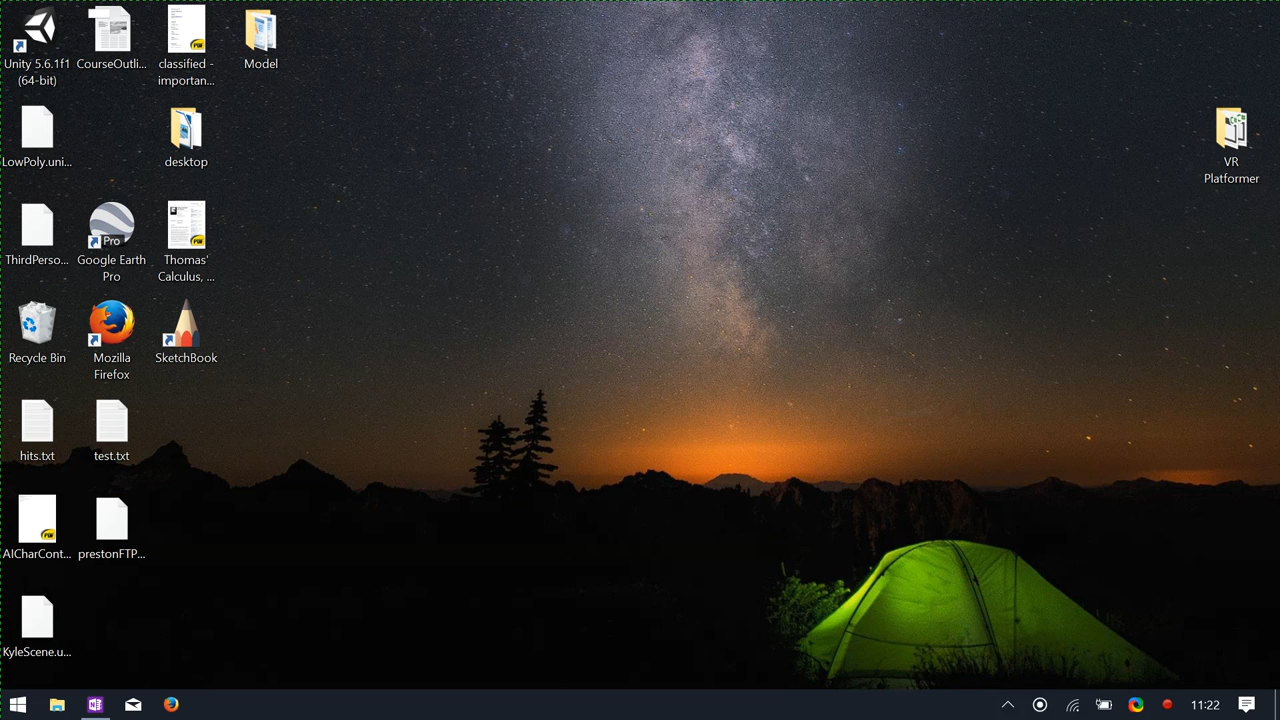 Unity 5.6.1f1
(64-bit)
CourseOutli...
classified -
importan...
Model
LowPoly.uni...
desktop
VR
Platformer
ThirdPerso...
Pro
Google Earth
Pro
Thomas'
Calculus, ...
Recycle Bin
Mozilla
Firefox
SketchBook
hits.txt
test.txt
AICharCont...
prestonFTP...
KyleScene.u...
N
11:22